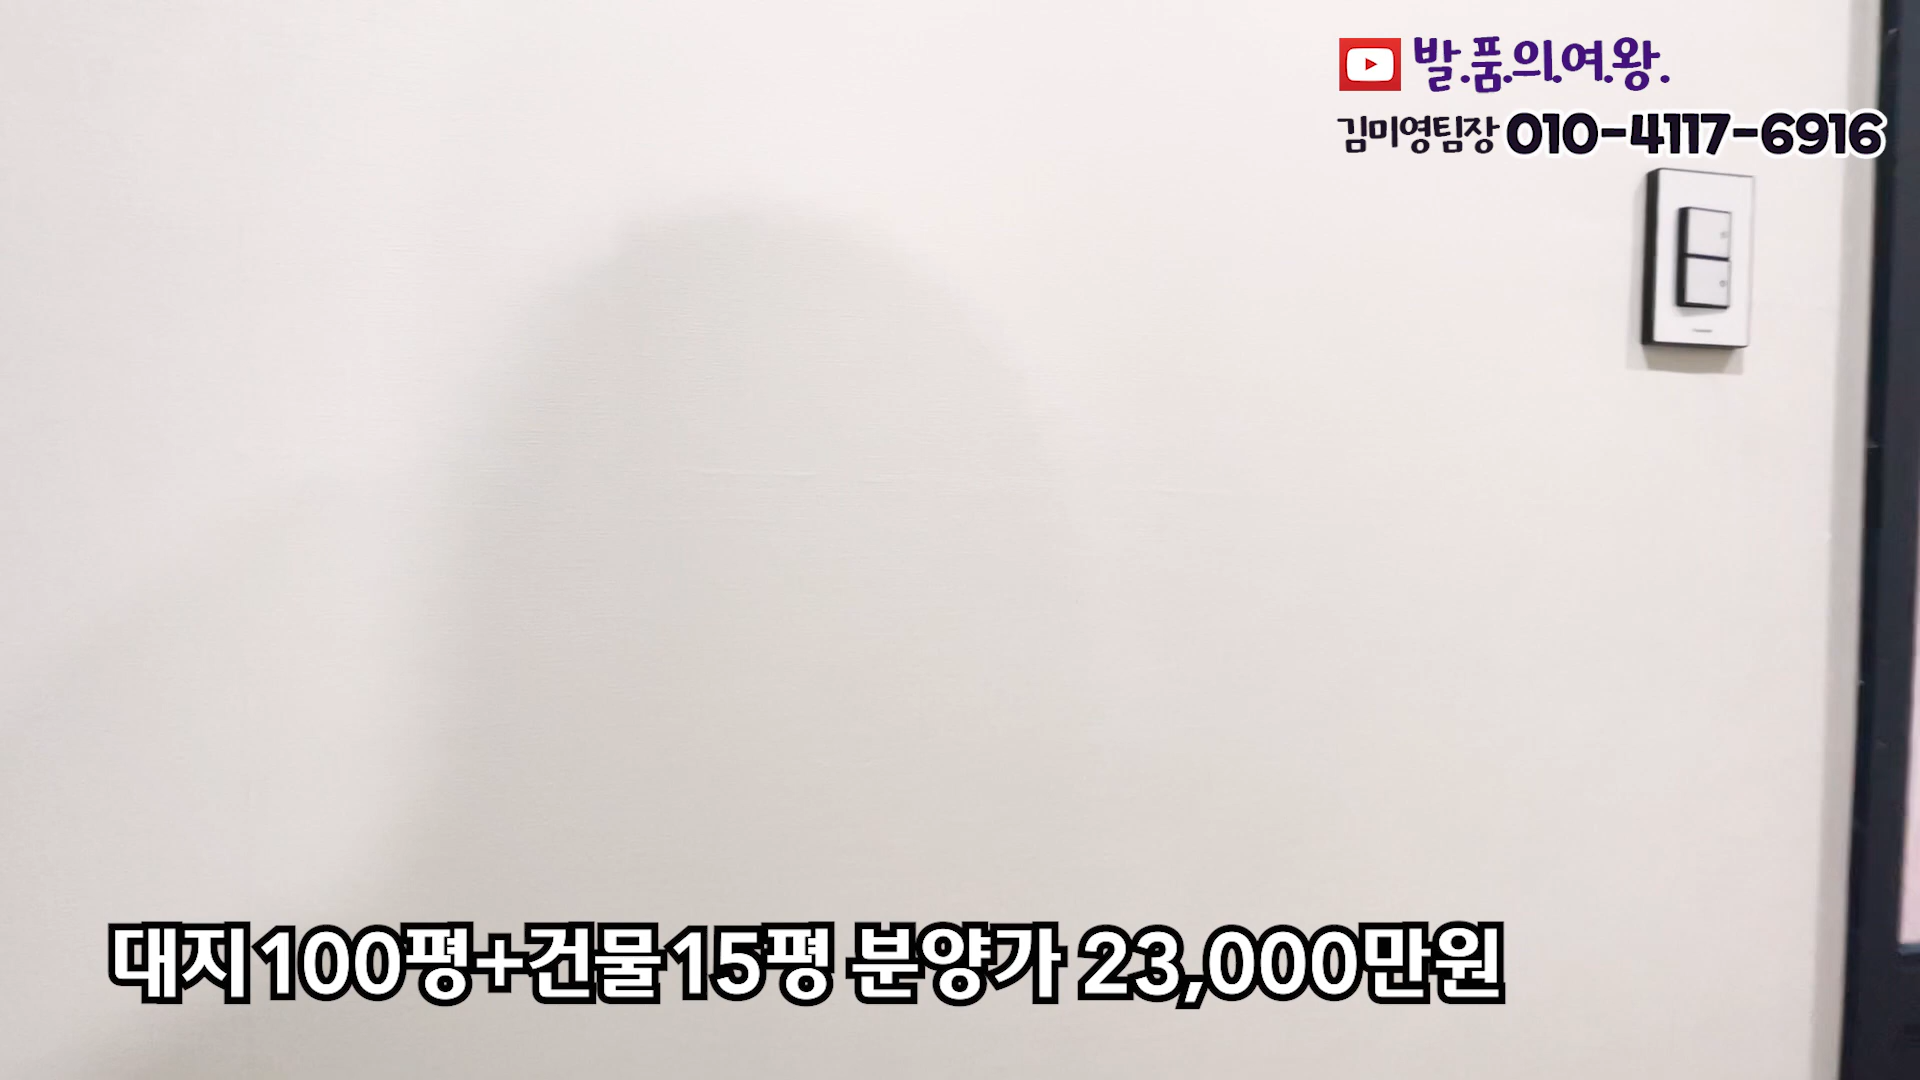 발.품.의.여.왕.
김미영팀장 010-4117-6916
대지100평+건물15평 분양가 23,000만원